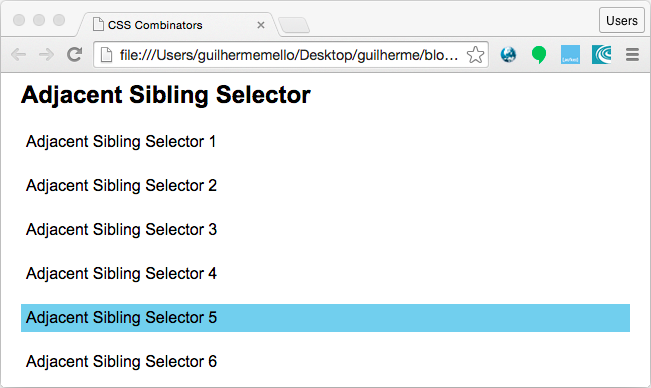 CSS Combinators
Users
file:///Users/guilhermemello/Desktop/guilherme/blo…
Adjacent Sibling Selector
Adjacent Sibling Selector 1
Adjacent Sibling Selector 2
Adjacent Sibling Selector 3
Adjacent Sibling Selector 4
Adjacent Sibling Selector 5
Adjacent Sibling Selector 6